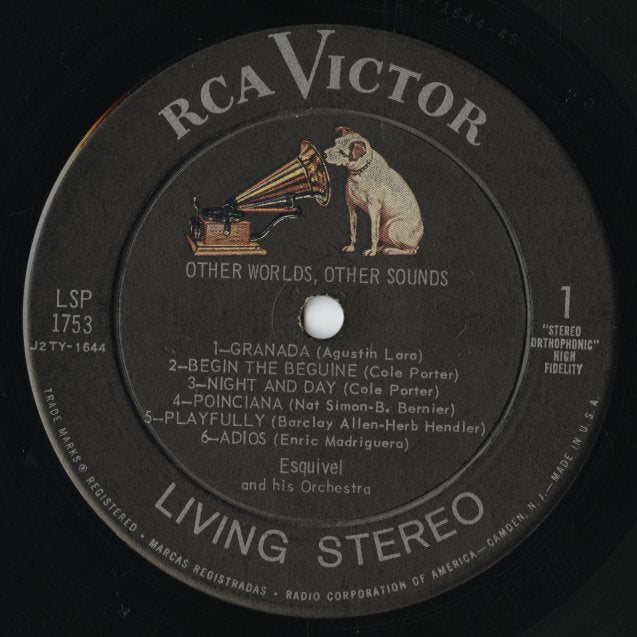 RCA VICTOR
OTHER WORLDS, OTHER SOUNDS
LSP
1753
J2TY-1644
1
"STEREO
ORTHOPHONIC"
HIGH
FIDELITY
1—GRANADA (Agustin Lara)
2—BEGIN THE BEGUINE (Cole Porter)
3—NIGHT AND DAY (Cole Porter)
4—POINCIANA (Nat Simon-B. Bernier)
5—PLAYFULLY (Barclay Allen-Herb Hendler)
6—ADIOS (Enric Madriguera)
Esquivel
and his Orchestra
LIVING STEREO
TRADE MARKS ® REGISTERED • MARCAS REGISTRADAS • RADIO CORPORATION OF AMERICA—CAMDEN, N. J.—MADE IN U.S.A.